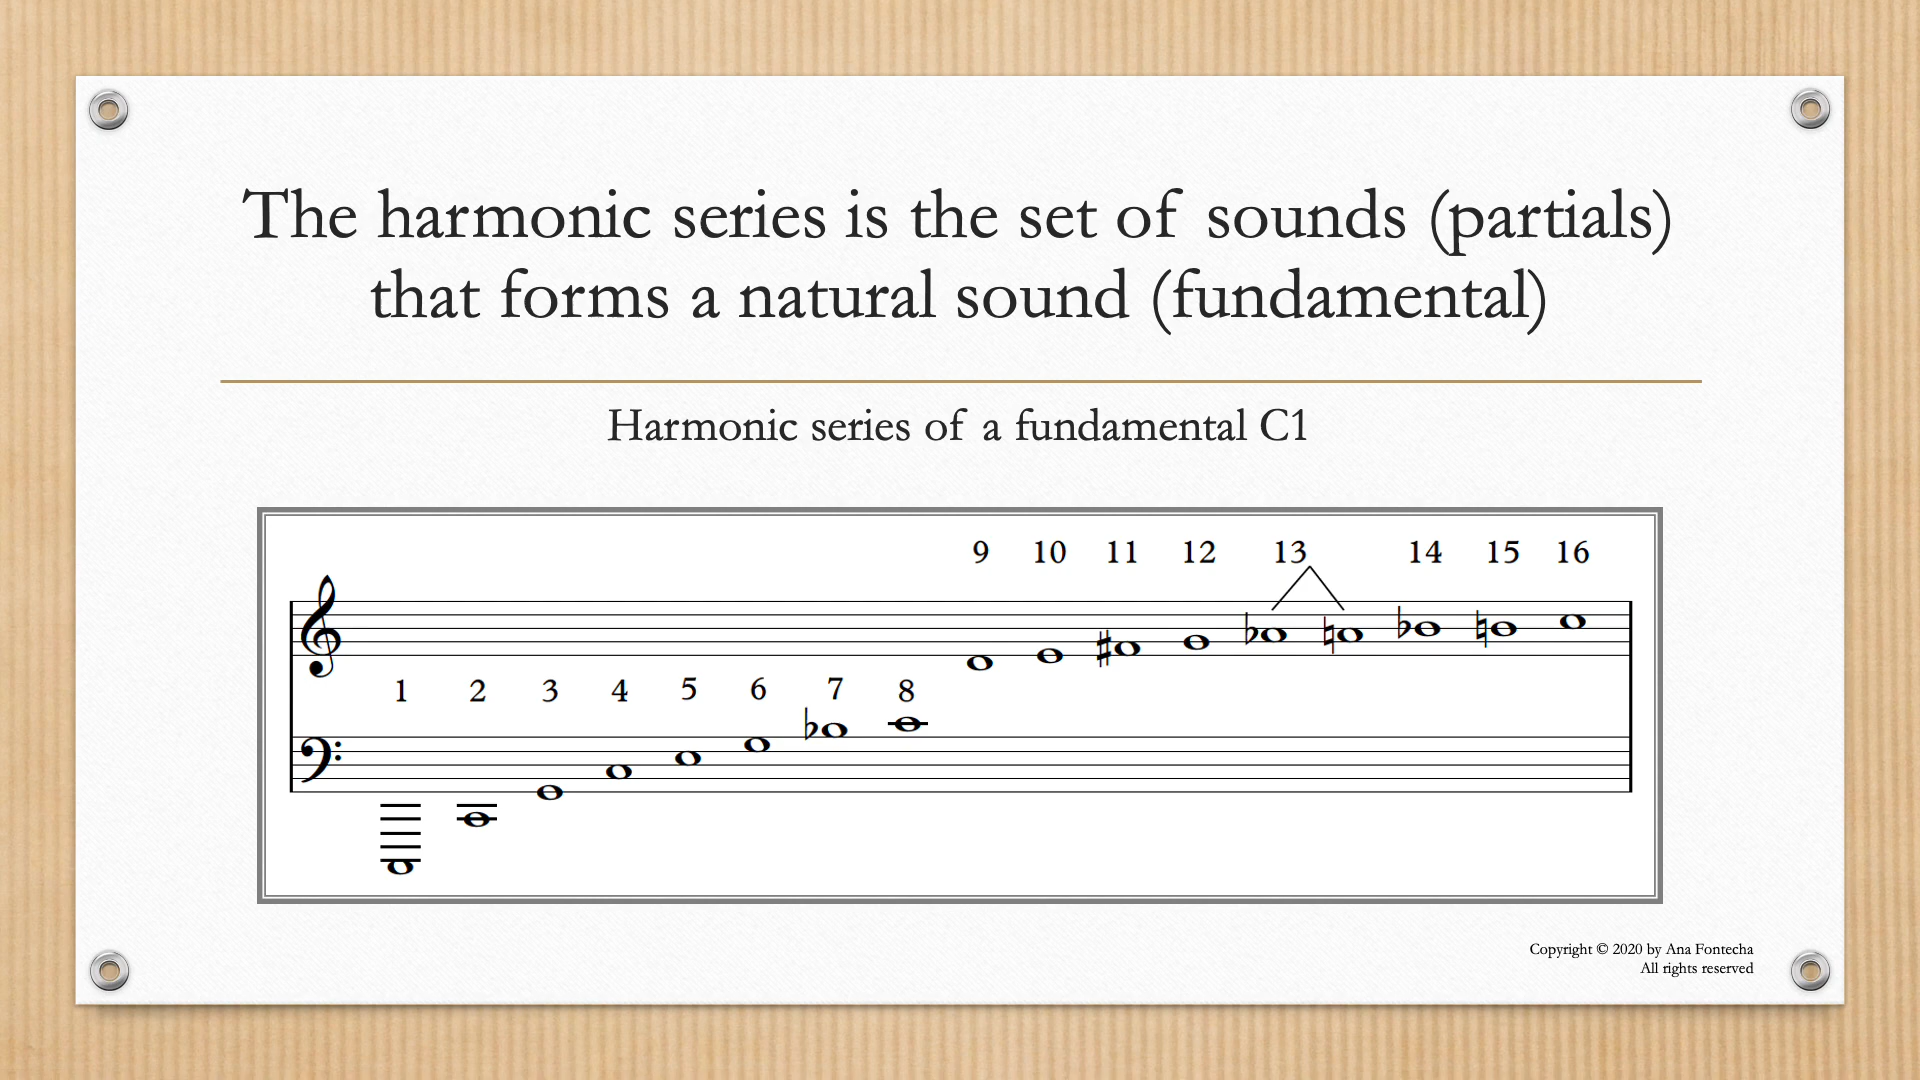 The harmonic series is the set of sounds (partials)
that forms a natural sound (fundamental)
Harmonic series of a fundamental C1
9 10 11 12 13 14 15 16
1 2 3 4 5 6 7 8
Copyright © 2020 by Ana Fontecha
All rights reserved